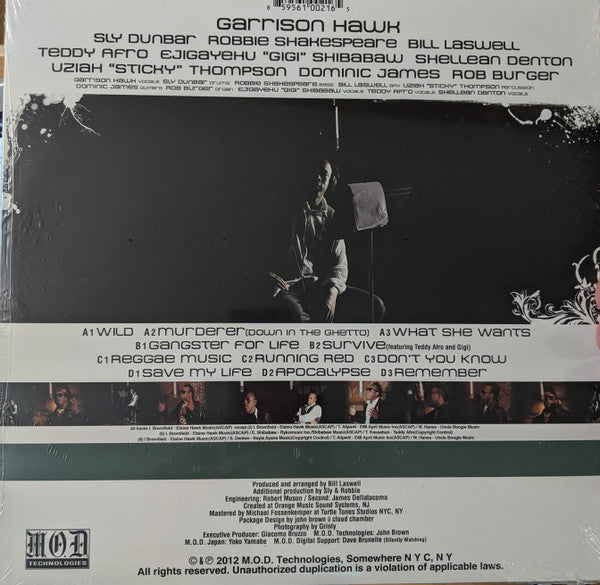 8 59561 00216 5
Garrison Hawk
Sly Dunbar Robbie Shakespeare Bill Laswell
Teddy Afro Ejigayehu "Gigi" Shibabaw Shellean Denton
Uziah "Sticky" Thompson Dominic James Rob Burger
Garrison Hawk vocals Sly Dunbar drums Robbie Shakespeare bass Bill Laswell Uziah "Sticky" Thompson percussion
Dominic James guitars Rob Burger organ Ejigayehu "Gigi" Shibabaw vocals Teddy Afro vocals Shellean Denton vocals
A1 Wild A2 Murderer (Down in the Ghetto) A3 What She Wants
B1 Gangster for Life B2 Survive (featuring Teddy Afro and Gigi)
C1 Reggae Music C2 Running Red C3 Don't You Know
D1 Save My Life D2 Apocalypse D3 Remember
Produced and arranged by Bill Laswell
Additional production by Sly & Robbie
Engineering: Robert Musso / Second: James Dellatacoma
Created at Orange Music Sound Systems, NJ
Mastered by Michael Fossenkemper at Turtle Tones Studios NYC, NY
Package Design by john brown @ cloud chamber
Photography by Grinly
Executive Producer: Giacomo Bruzzo M.O.D. Technologies: John Brown
M.O.D. Japan: Yoko Yamabe M.O.D. Digital Support: Dave Brunelle (Silently Watching)
M.O.D
TECHNOLOGIES
©&℗ 2012 M.O.D. Technologies, Somewhere N Y C, N Y
All rights reserved. Unauthorized duplication is a violation of applicable laws.